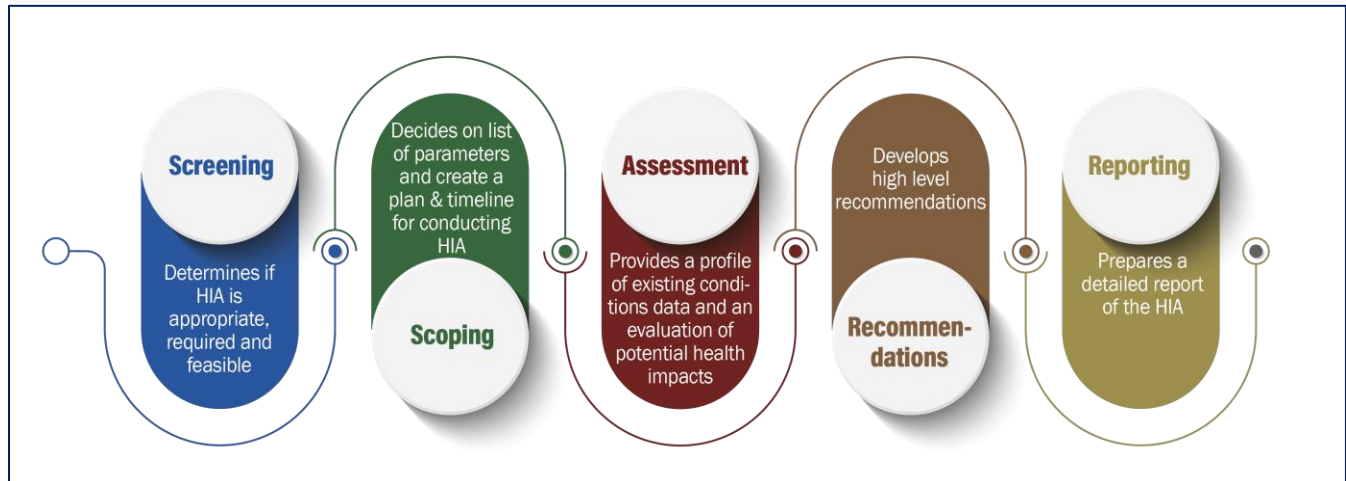 Screening
Determines if
HIA is
appropriate,
required and
feasible
Decides on list
of parameters
and create a
plan & timeline
for conducting
HIA
Scoping
Assessment
Provides a profile
of existing condi-
tions data and an
evaluation of
potential health
impacts
Develops
high level
recommendations
Recommen-
dations
Reporting
Prepares a
detailed report
of the HIA